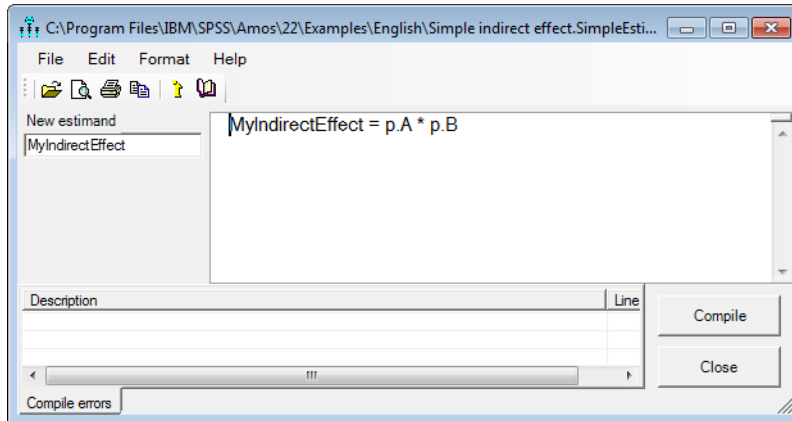 C:\Program Files\IBM\SPSS\Amos\22\Examples\English\Simple indirect effect.SimpleEsti...
File Edit Format Help
New estimand
MyIndirectEffect
MyIndirectEffect = p.A * p.B
Description Line
Compile
Close
Compile errors